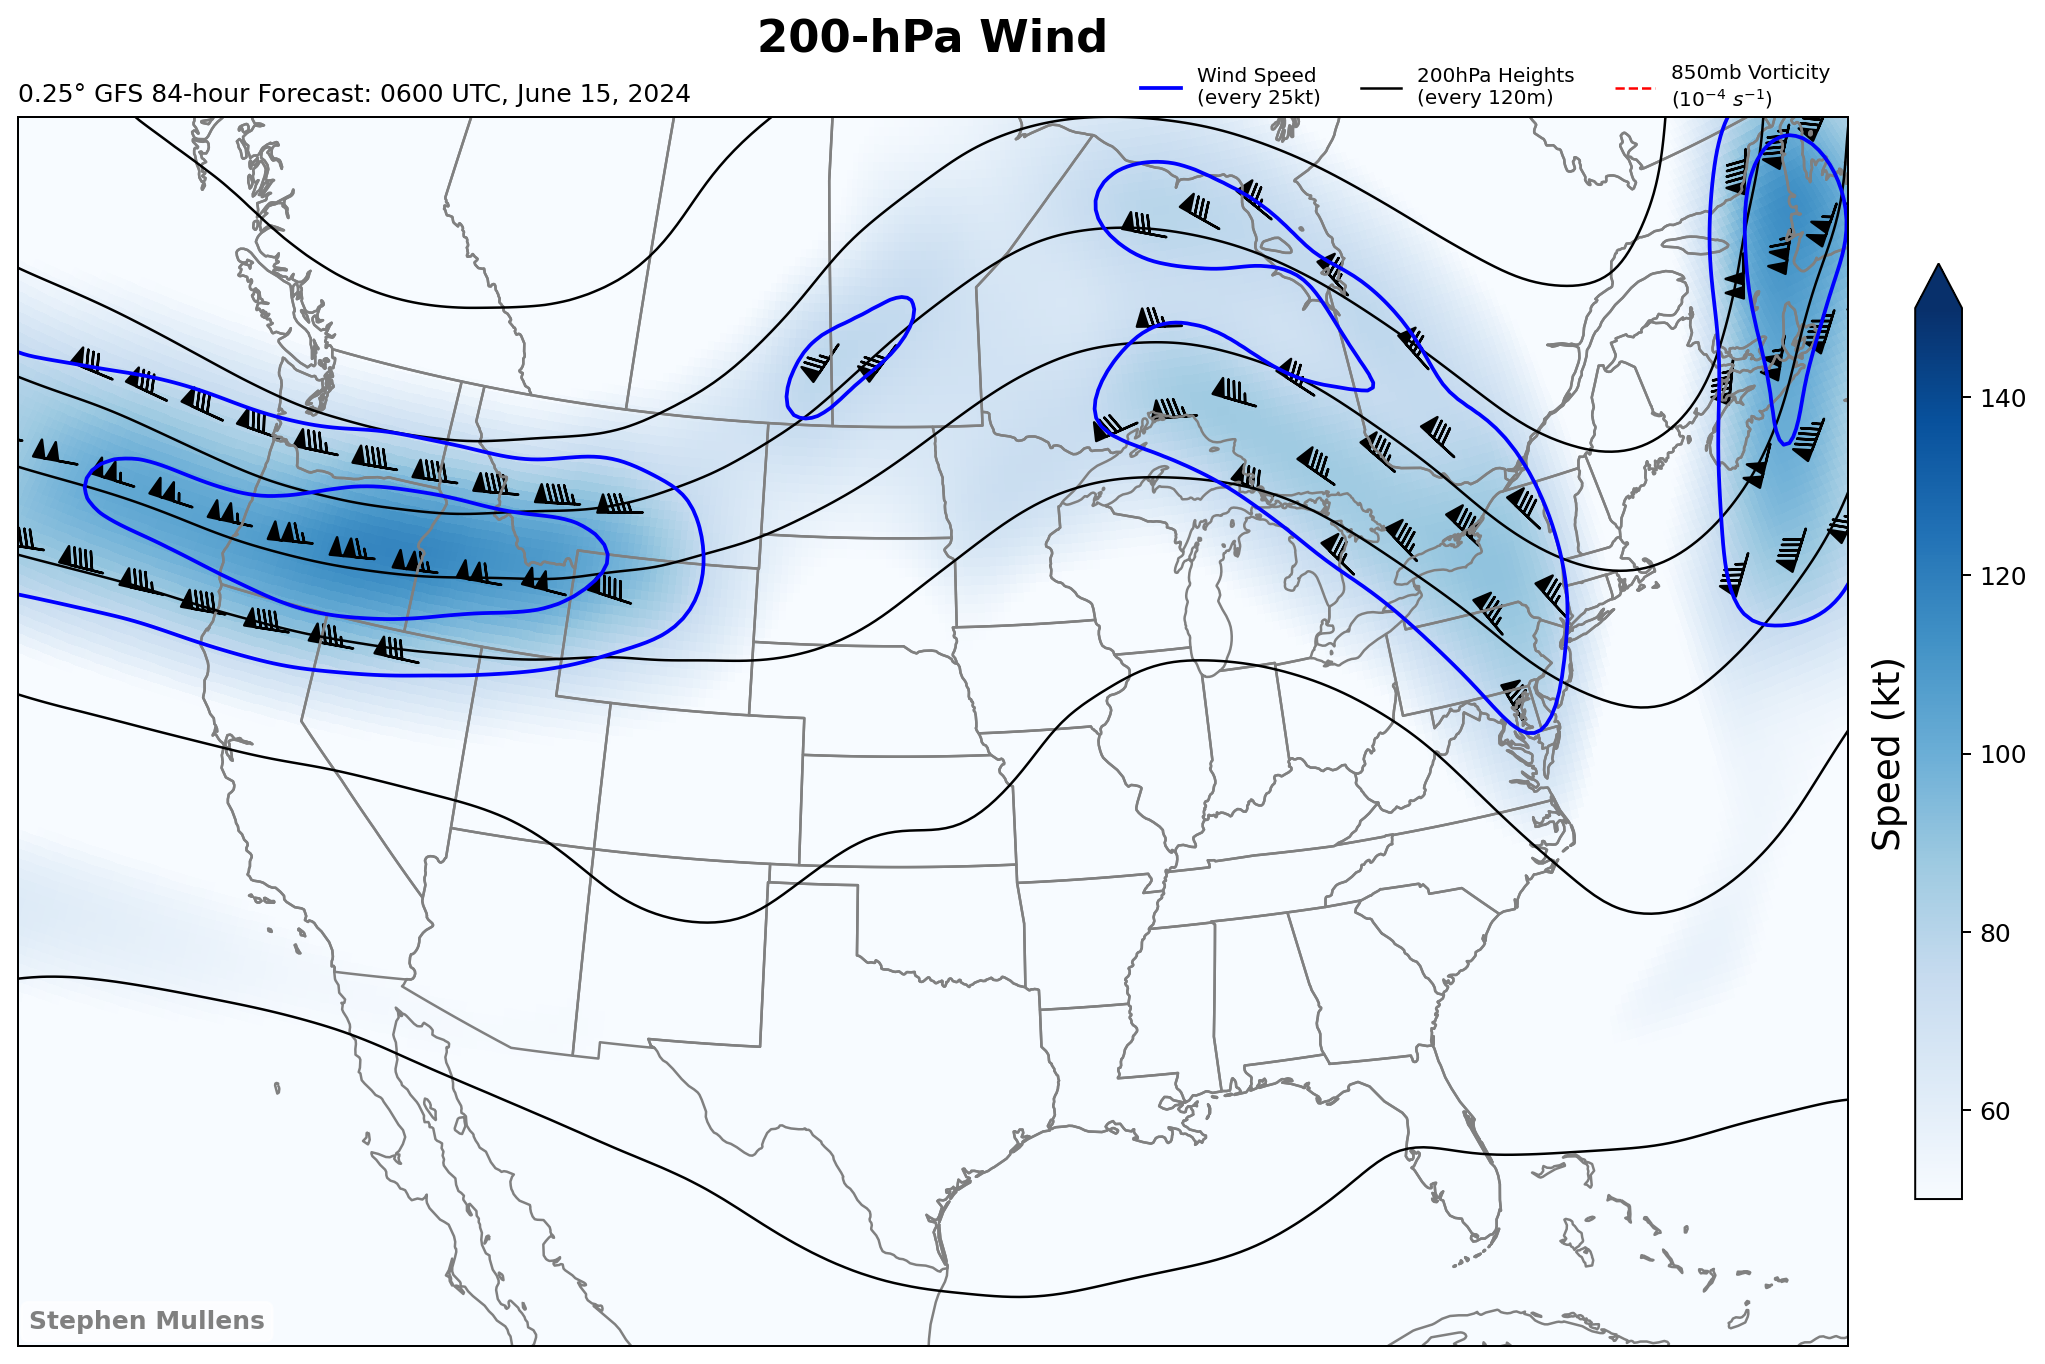 200-hPa Wind
0.25° GFS 84-hour Forecast: 0600 UTC, June 15, 2024
Wind Speed
(every 25kt)
200hPa Heights
(every 120m)
850mb Vorticity
(10⁻⁴ s⁻¹)
140
120
100
80
60
Speed (kt)
Stephen Mullens